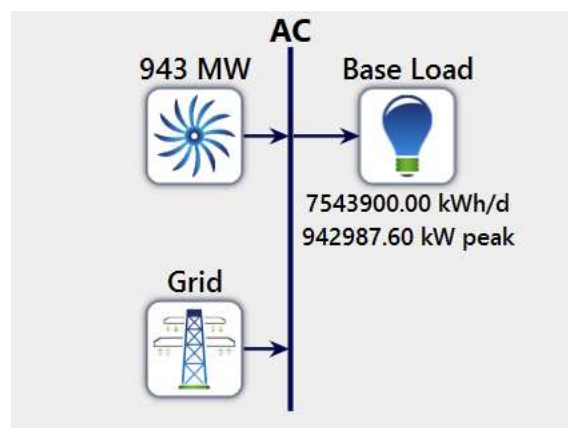 AC
943 MW
Base Load
7543900.00 kWh/d
942987.60 kW peak
Grid